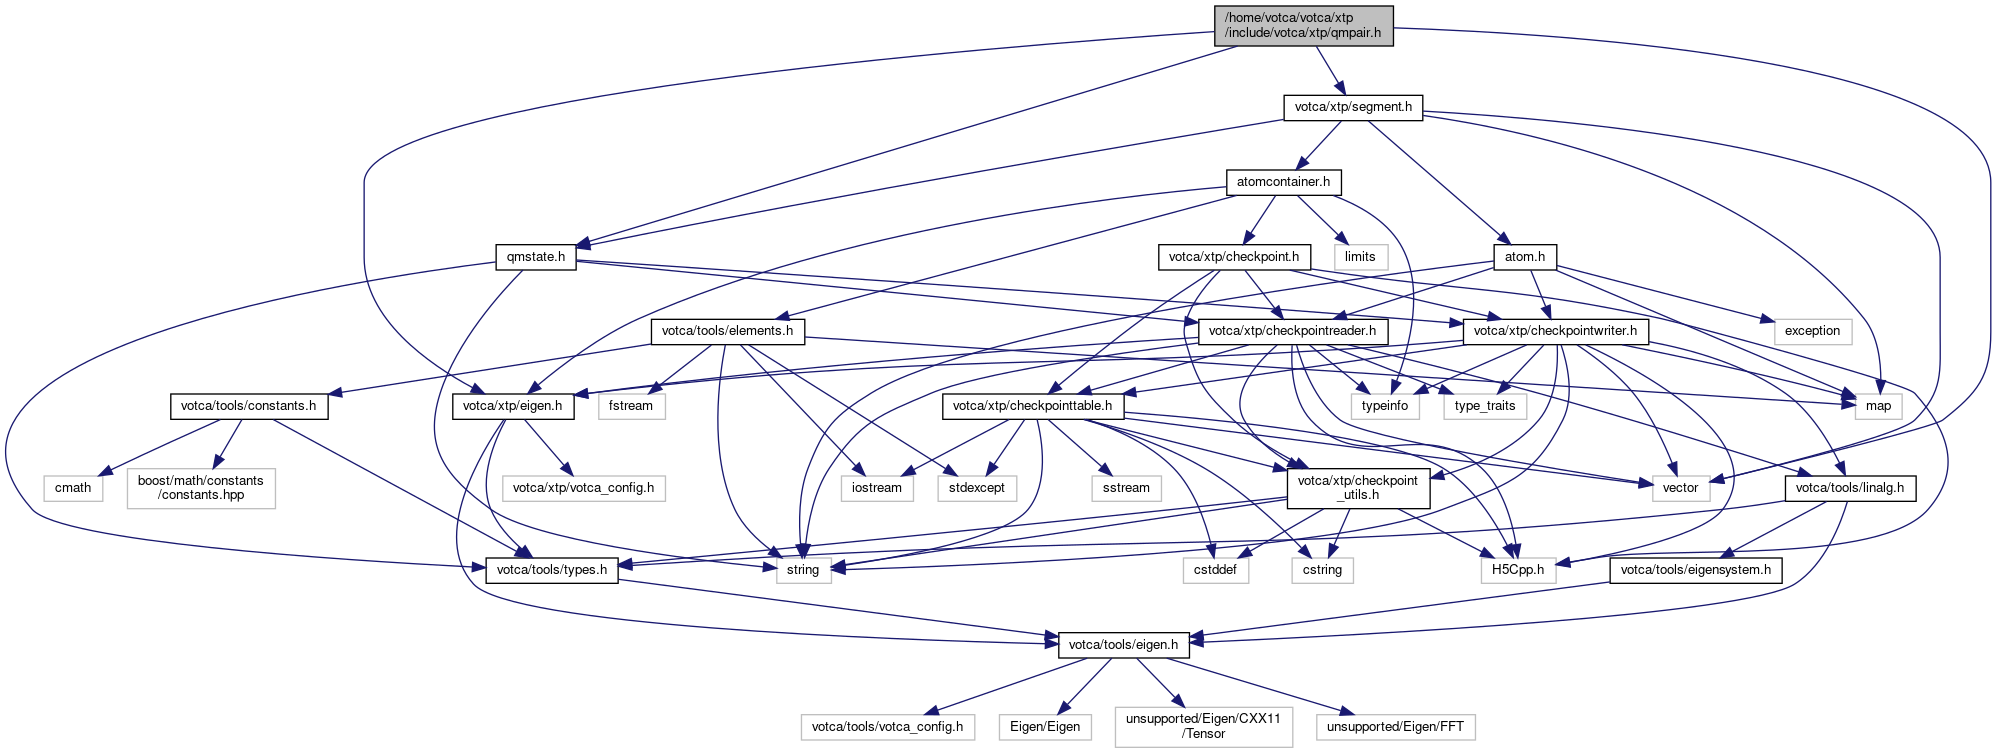 /home/votca/votca/xtp
/include/votca/xtp/qmpair.h
votca/xtp/segment.h
atomcontainer.h
qmstate.h
votca/xtp/checkpoint.h
limits
atom.h
votca/tools/elements.h
votca/xtp/checkpointreader.h
votca/xtp/checkpointwriter.h
exception
votca/tools/constants.h
votca/xtp/eigen.h
fstream
votca/xtp/checkpointtable.h
typeinfo
type_traits
map
cmath
boost/math/constants
/constants.hpp
votca/xtp/votca_config.h
iostream
stdexcept
sstream
votca/xtp/checkpoint
_utils.h
vector
votca/tools/linalg.h
votca/tools/types.h
string
cstddef
cstring
H5Cpp.h
votca/tools/eigensystem.h
votca/tools/eigen.h
votca/tools/votca_config.h
Eigen/Eigen
unsupported/Eigen/CXX11
/Tensor
unsupported/Eigen/FFT